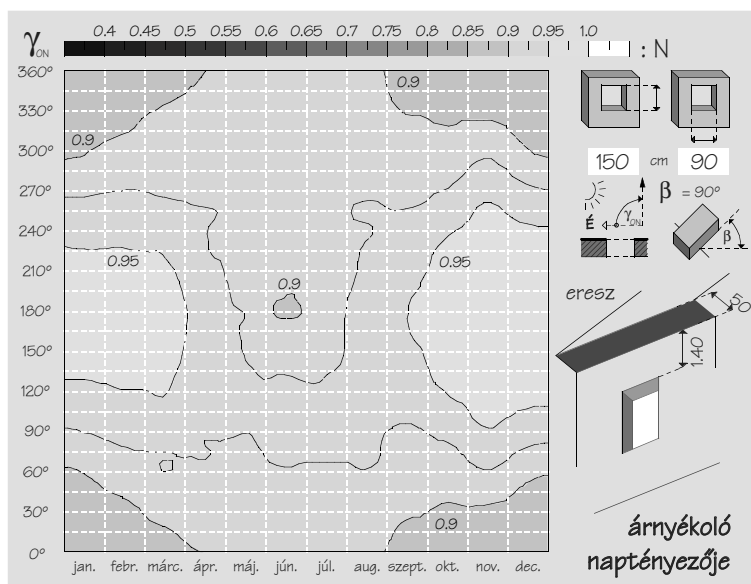 γON
0.4 0.45 0.5 0.55 0.6 0.65 0.7 0.75 0.8 0.85 0.9 0.95 1.0
: N
360°
330°
300°
270°
240°
210°
180°
150°
120°
90°
60°
30°
0°
0.9
0.9
0.95
0.9
0.95
0.9
jan. febr. márc. ápr. máj. jún. júl. aug. szept. okt. nov. dec.
150 cm 90
β = 90°
É γON
β
eresz
50
1.40
árnyékoló
naptényezője